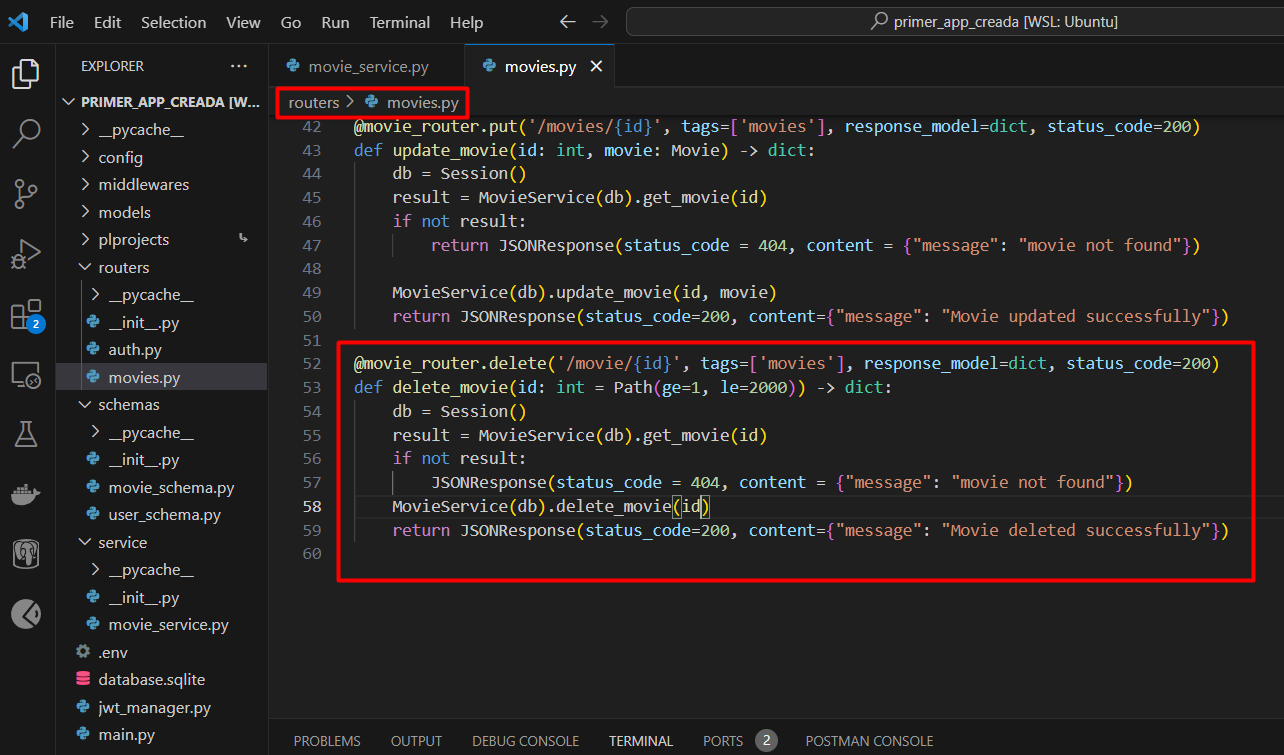 File Edit Selection View Go Run Terminal Help
primer_app_creada [WSL: Ubuntu]
EXPLORER
PRIMER_APP_CREADA [W...
__pycache__
config
middlewares
models
plprojects
routers
__pycache__
__init__.py
auth.py
movies.py
schemas
__pycache__
__init__.py
movie_schema.py
user_schema.py
service
__pycache__
__init__.py
movie_service.py
.env
database.sqlite
jwt_manager.py
main.py
2
movie_service.py movies.py
routers > movies.py
42 @movie_router.put('/movies/{id}', tags=['movies'], response_model=dict, status_code=200)
43 def update_movie(id: int, movie: Movie) -> dict:
44     db = Session()
45     result = MovieService(db).get_movie(id)
46     if not result:
47         return JSONResponse(status_code = 404, content = {"message": "movie not found"})
48
49     MovieService(db).update_movie(id, movie)
50     return JSONResponse(status_code=200, content={"message": "Movie updated successfully"})
51
52 @movie_router.delete('/movie/{id}', tags=['movies'], response_model=dict, status_code=200)
53 def delete_movie(id: int = Path(ge=1, le=2000)) -> dict:
54     db = Session()
55     result = MovieService(db).get_movie(id)
56     if not result:
57         JSONResponse(status_code = 404, content = {"message": "movie not found"})
58     MovieService(db).delete_movie(id)
59     return JSONResponse(status_code=200, content={"message": "Movie deleted successfully"})
60
PROBLEMS OUTPUT DEBUG CONSOLE TERMINAL PORTS 2 POSTMAN CONSOLE